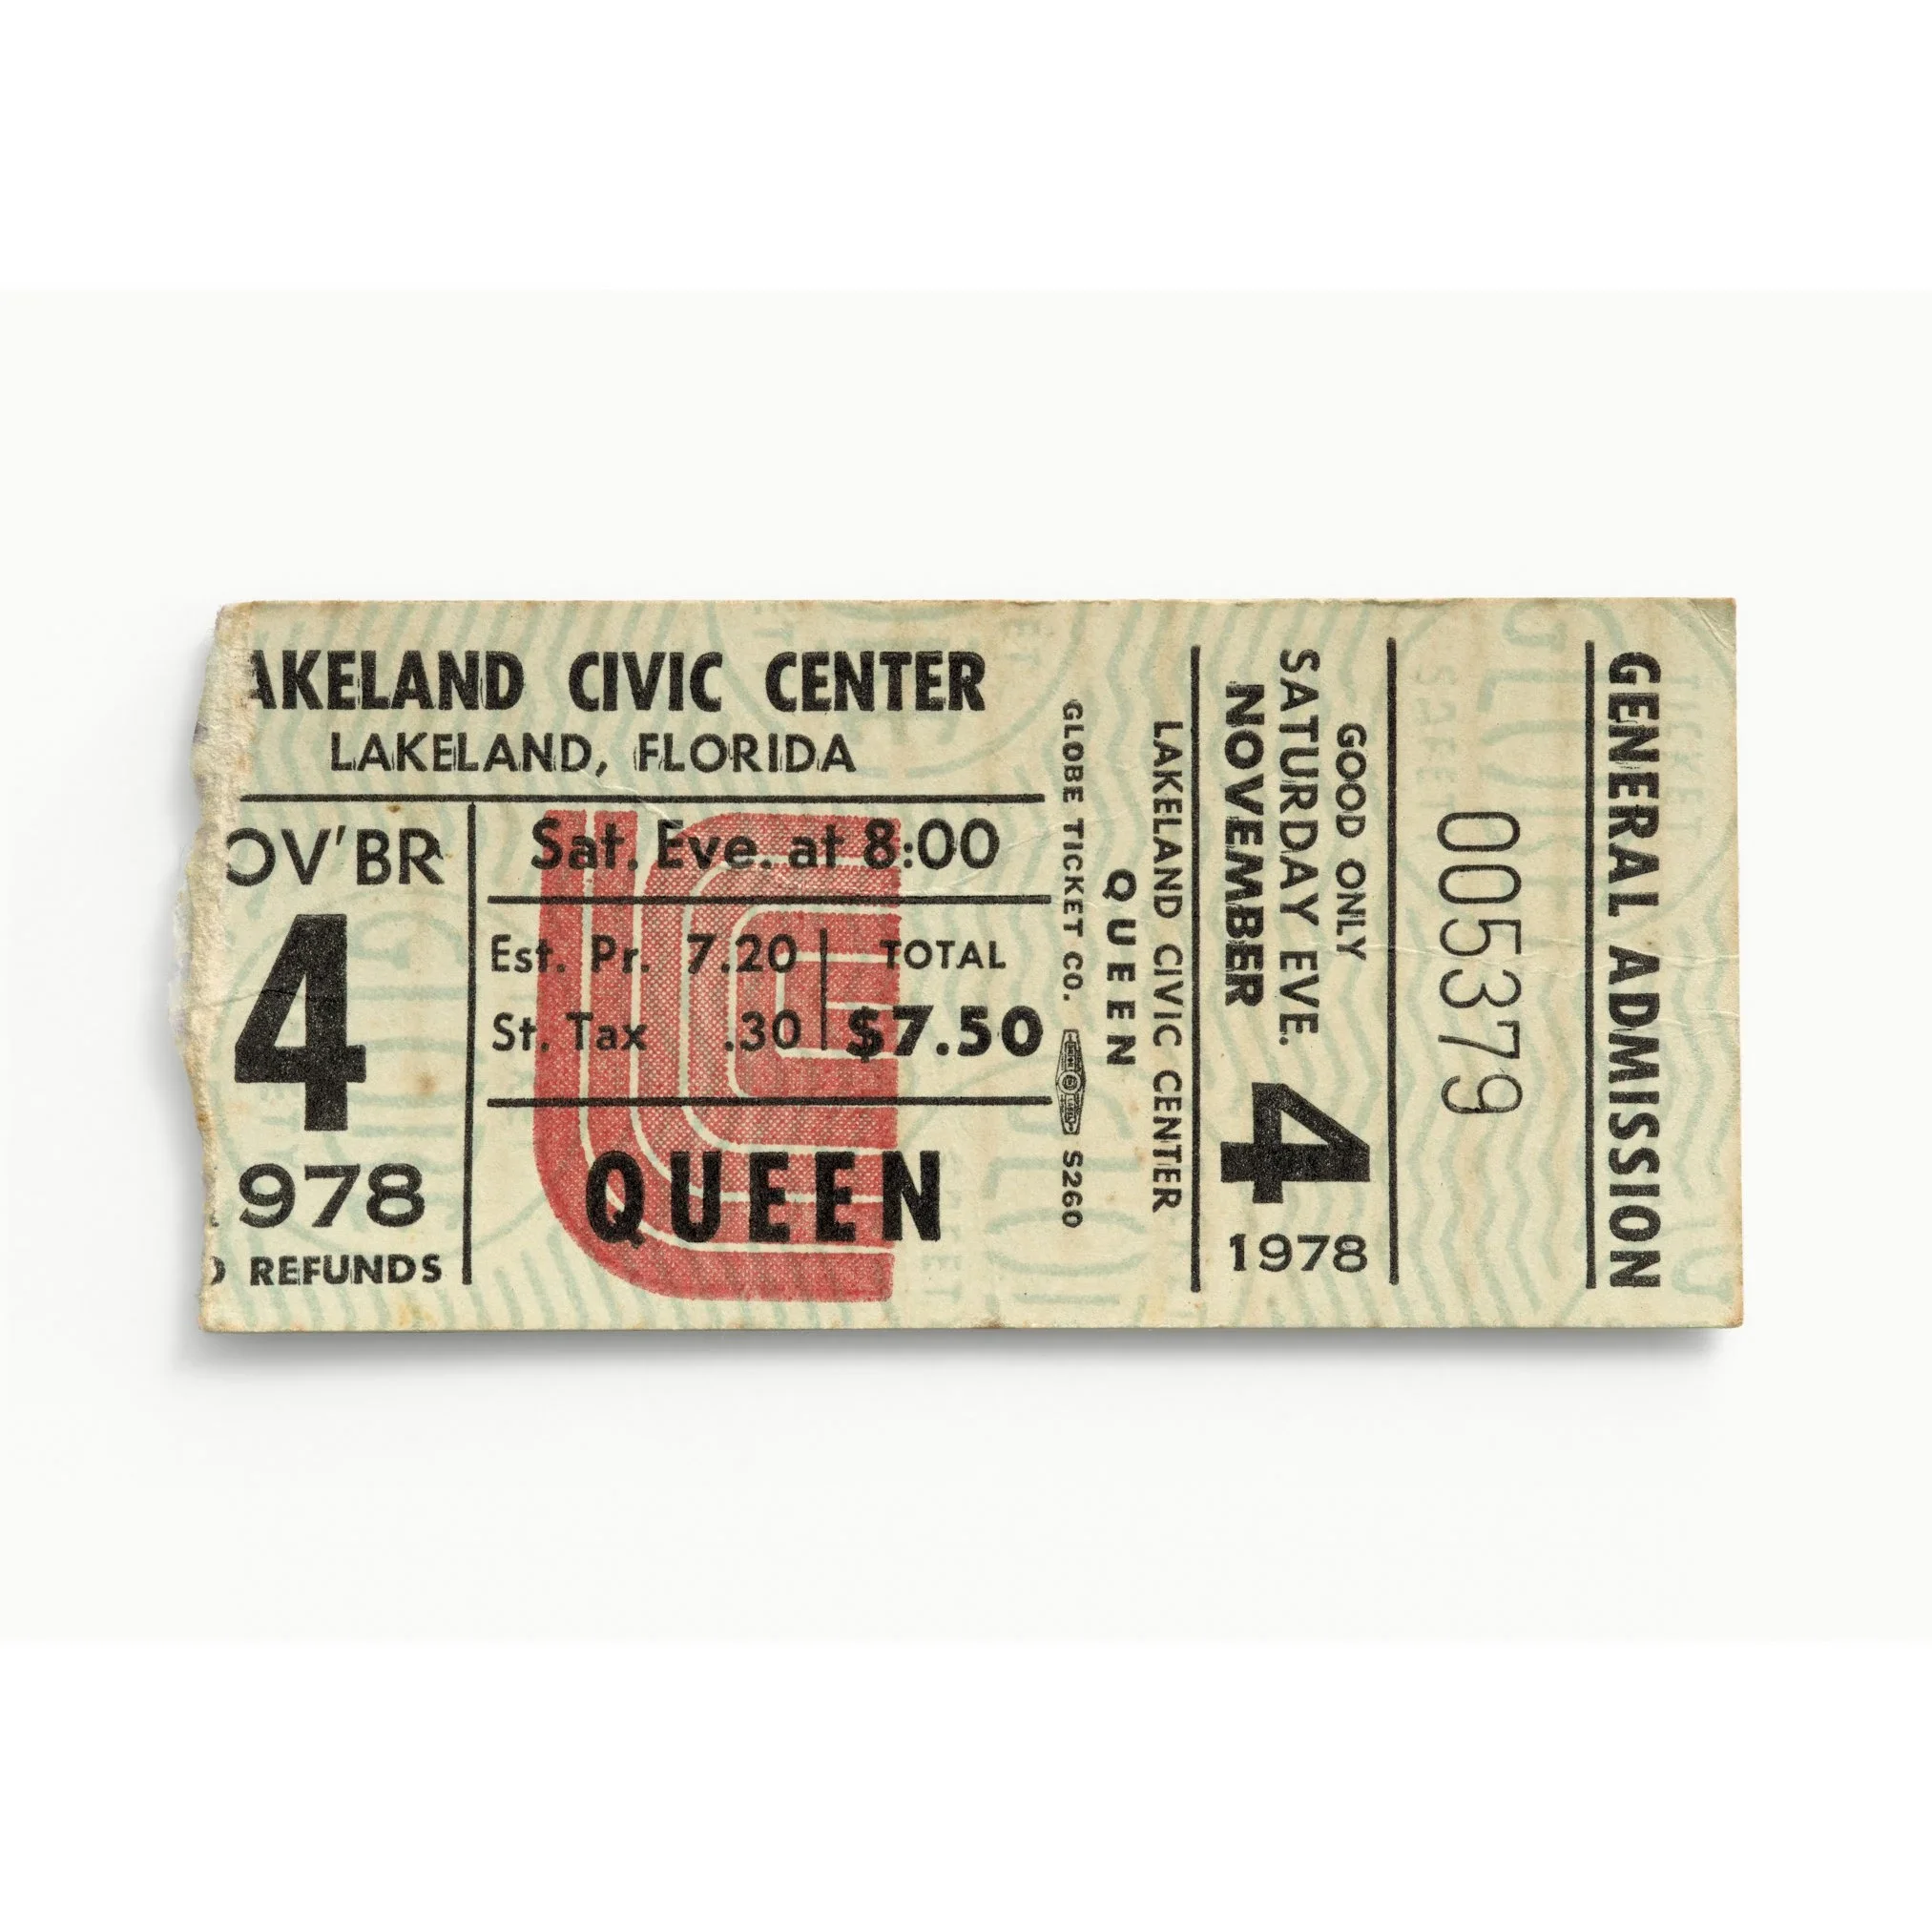 AKELAND CIVIC CENTER
LAKELAND, FLORIDA
OV'BR
4
1978
O REFUNDS
Sat. Eve. at 8:00
Est. Pr. 7.20
St. Tax .30
TOTAL
$7.50
QUEEN
GLOBE TICKET CO. S260
QUEEN
LAKELAND CIVIC CENTER
GOOD ONLY
SATURDAY EVE.
NOVEMBER
4
1978
005379
GENERAL ADMISSION